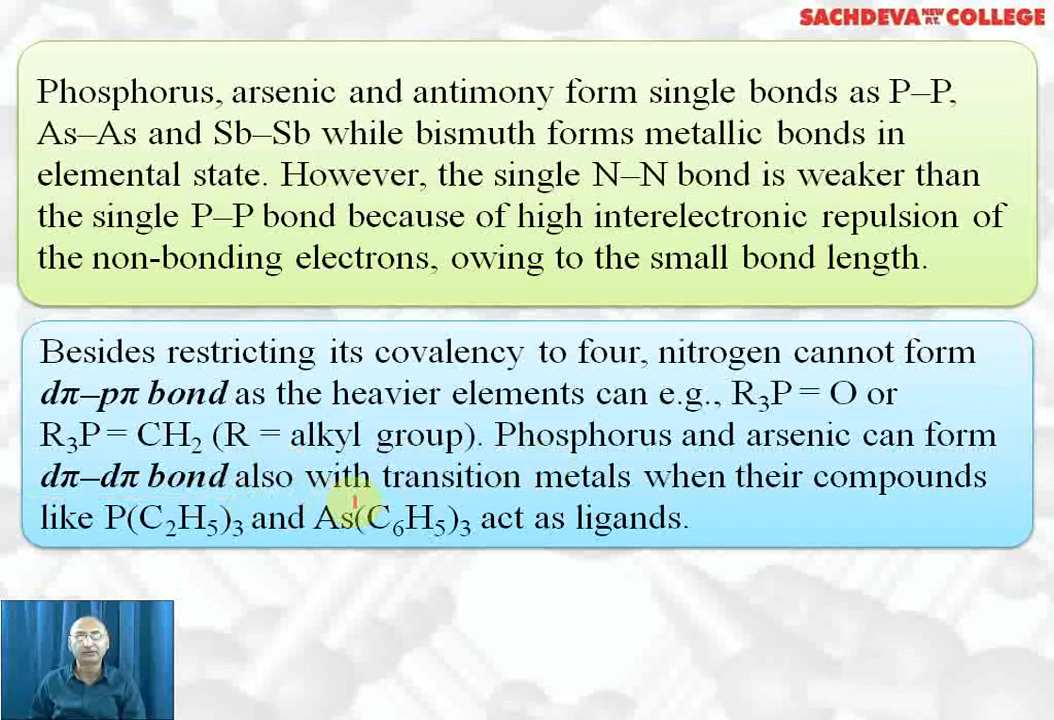 SACHDEVA NEW P.T. COLLEGE
Phosphorus, arsenic and antimony form single bonds as P–P,
As–As and Sb–Sb while bismuth forms metallic bonds in
elemental state. However, the single N–N bond is weaker than
the single P–P bond because of high interelectronic repulsion of
the non-bonding electrons, owing to the small bond length.
Besides restricting its covalency to four, nitrogen cannot form
dπ–pπ bond as the heavier elements can e.g., R₃P = O or
R₃P = CH₂ (R = alkyl group). Phosphorus and arsenic can form
dπ–dπ bond also with transition metals when their compounds
like P(C₂H₅)₃ and As(C₆H₅)₃ act as ligands.